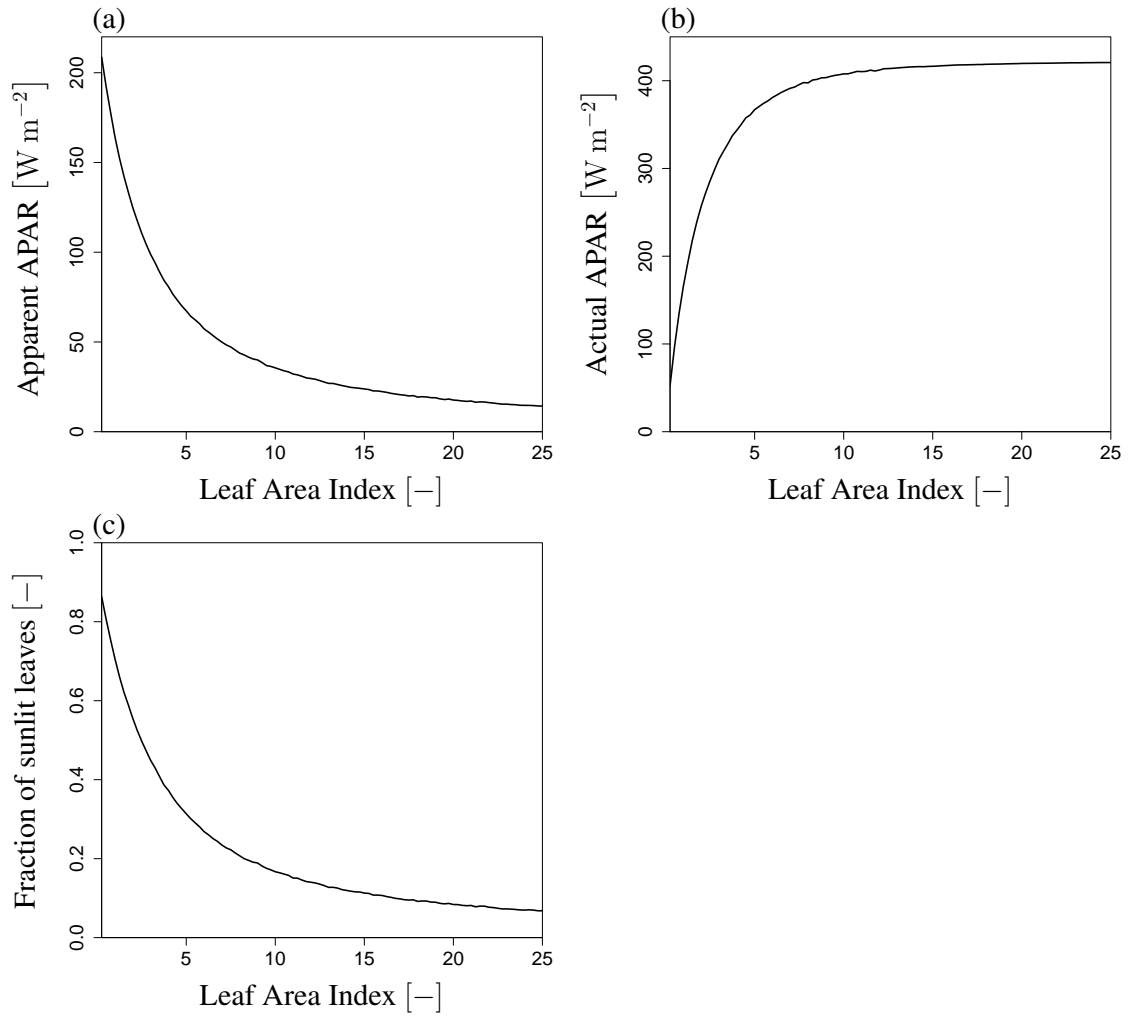 (a)
Apparent APAR [W m−2]
0 50 100 150 200
5 10 15 20 25
Leaf Area Index [−]
(b)
Actual APAR [W m−2]
0 100 200 300 400
5 10 15 20 25
Leaf Area Index [−]
(c)
Fraction of sunlit leaves [−]
0.0 0.2 0.4 0.6 0.8 1.0
5 10 15 20 25
Leaf Area Index [−]